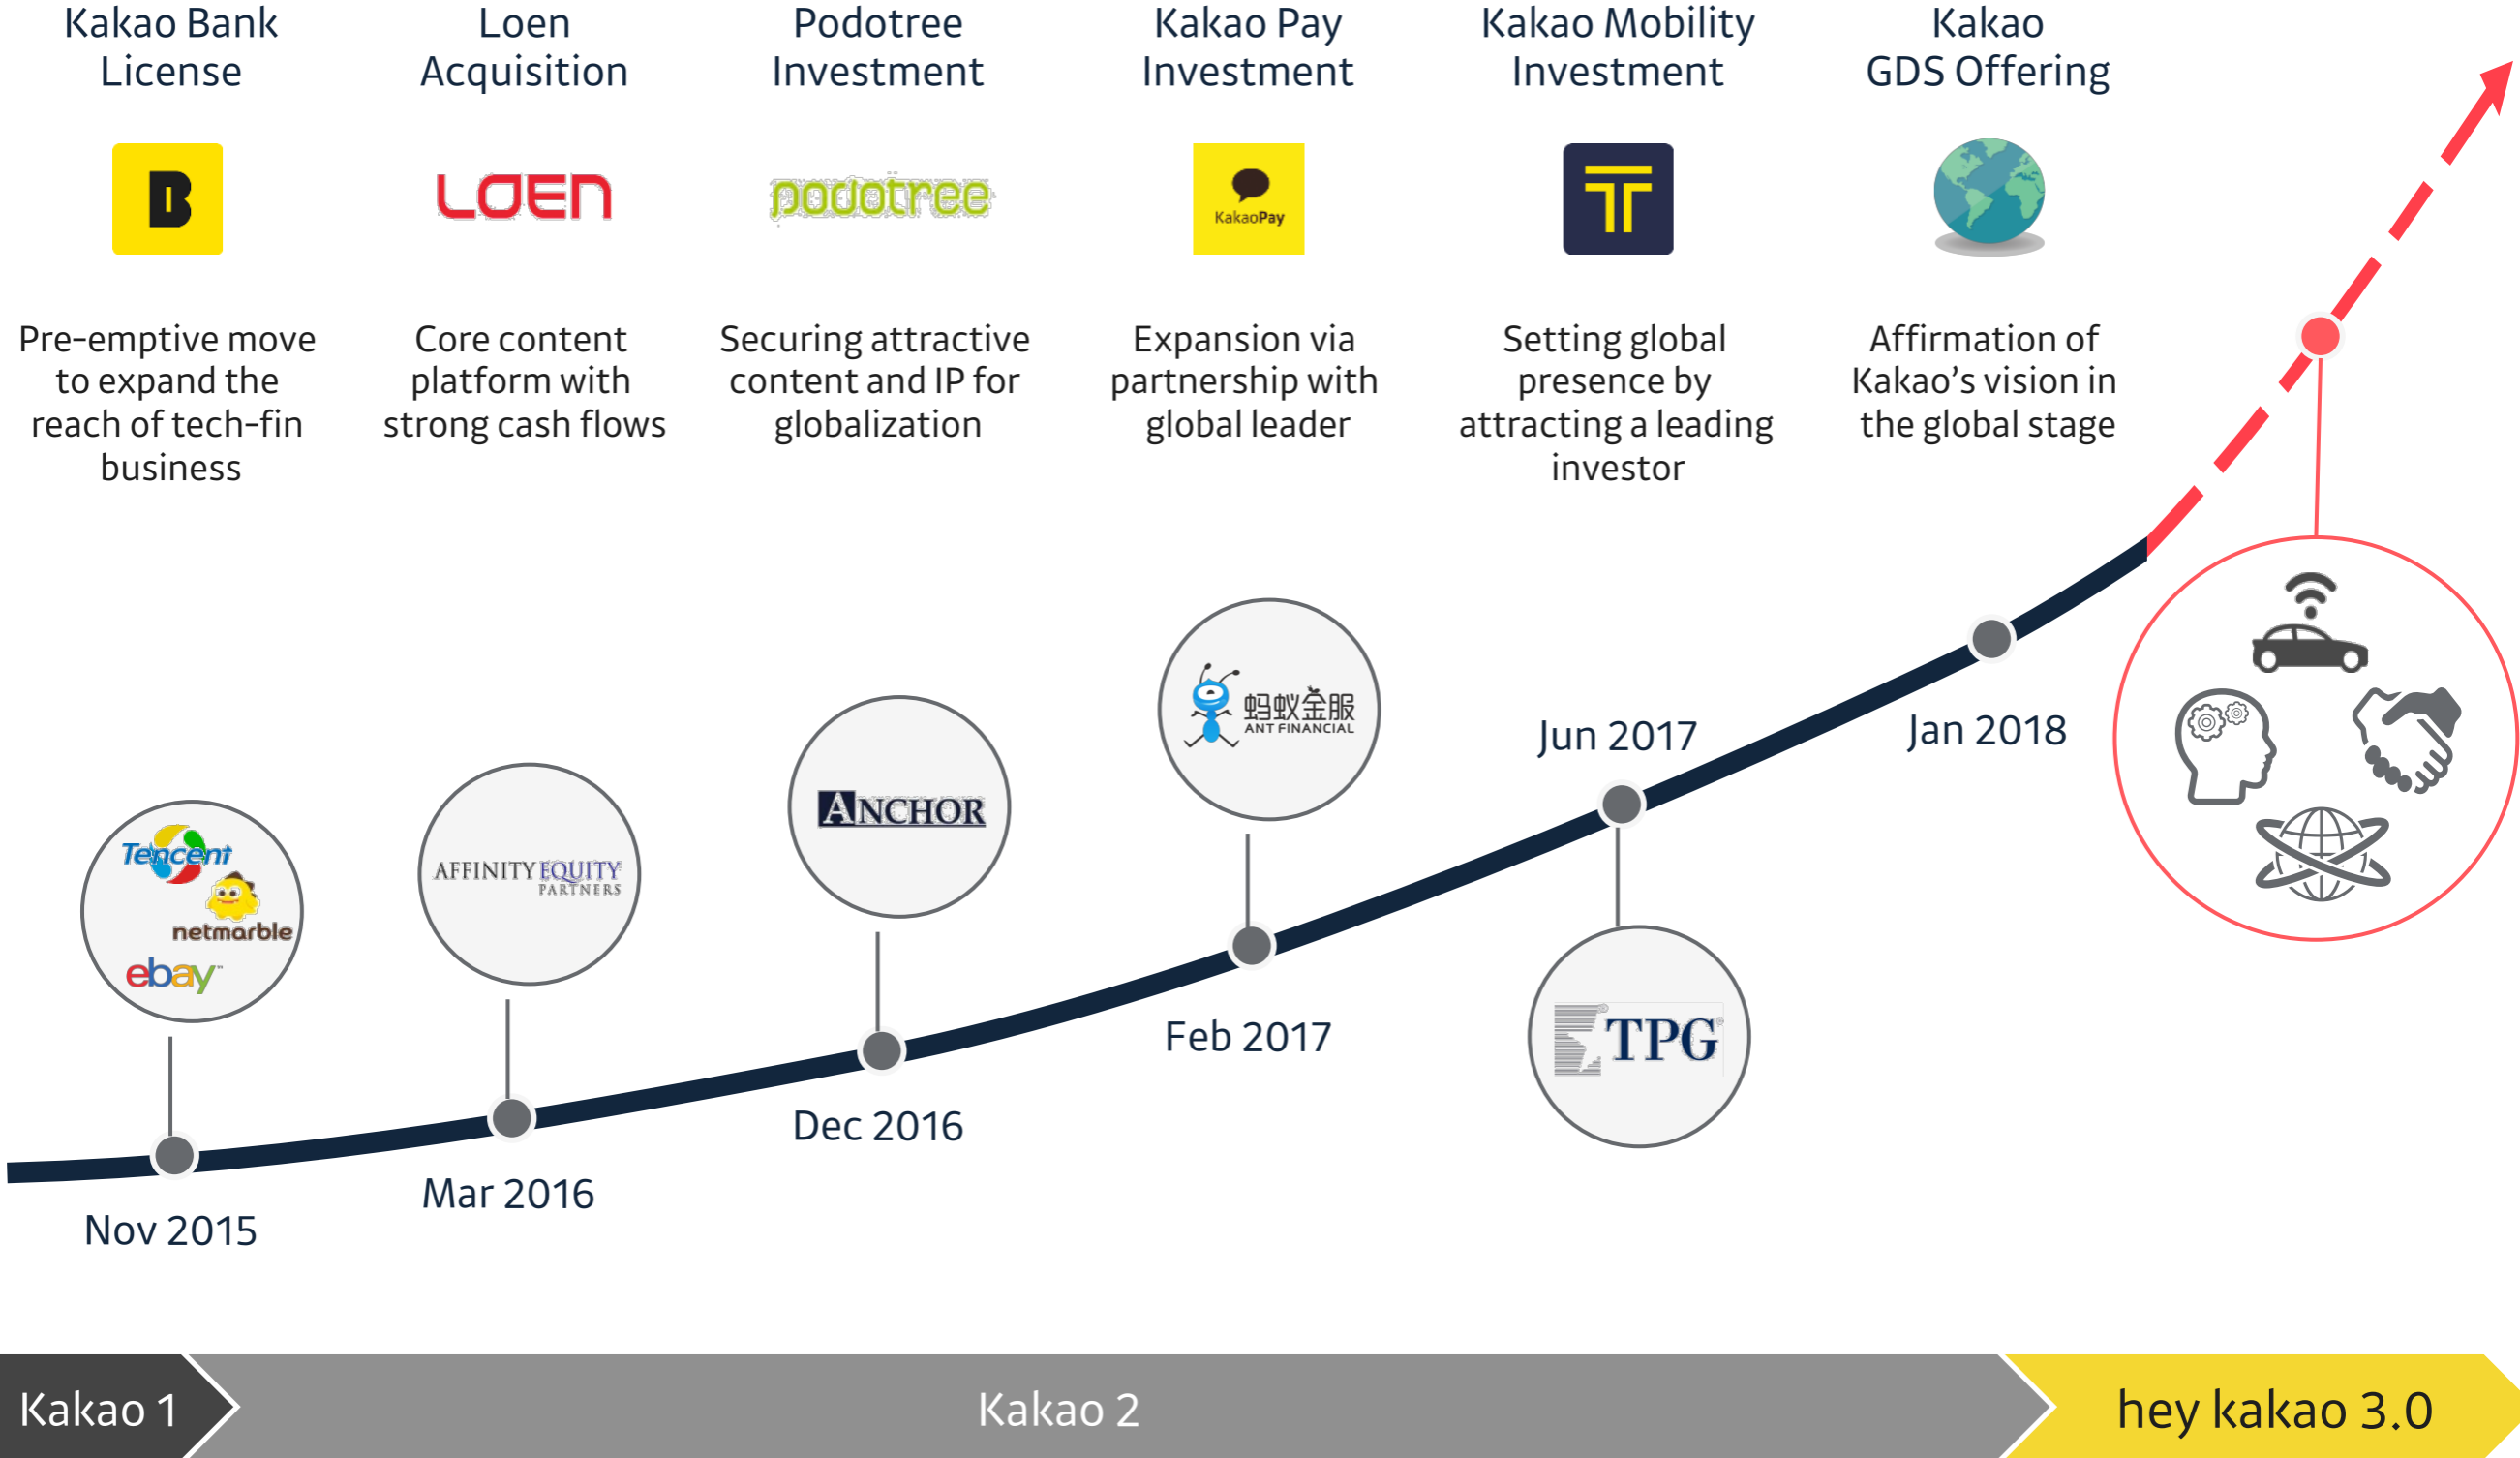 Kakao Bank
License
Loen
Acquisition
Podotree
Investment
Kakao Pay
Investment
Kakao Mobility
Investment
Kakao
GDS Offering
B
LOEN
podotree
KakaoPay
T
Pre-emptive move
to expand the
reach of tech-fin
business
Core content
platform with
strong cash flows
Securing attractive
content and IP for
globalization
Expansion via
partnership with
global leader
Setting global
presence by
attracting a leading
investor
Affirmation of
Kakao's vision in
the global stage
Tencent
netmarble
ebay™
AFFINITY EQUITY
PARTNERS
ANCHOR
蚂蚁金服
ANT FINANCIAL
TPG
Nov 2015
Mar 2016
Dec 2016
Feb 2017
Jun 2017
Jan 2018
Kakao 1
Kakao 2
hey kakao 3.0